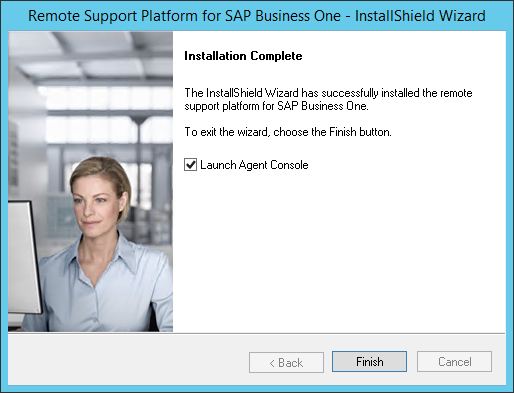 Remote Support Platform for SAP Business One - InstallShield Wizard
Installation Complete
The InstallShield Wizard has successfully installed the remote
support platform for SAP Business One.
To exit the wizard, choose the Finish button.
Launch Agent Console
< Back
Finish
Cancel